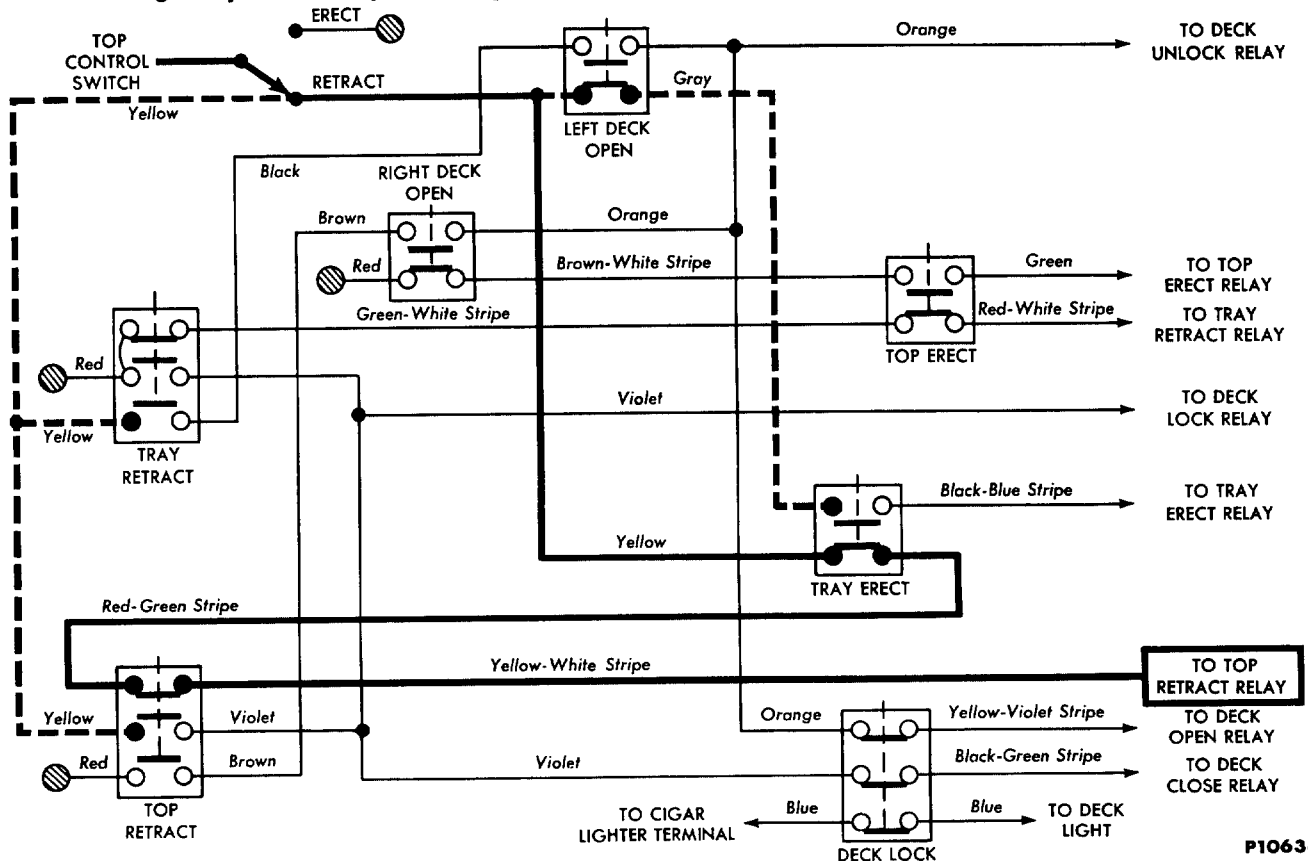 ERECT
TOP
CONTROL
SWITCH
RETRACT
Yellow
Orange
TO DECK
UNLOCK RELAY
Gray
LEFT DECK
OPEN
Black
RIGHT DECK
OPEN
Brown
Orange
Red
Brown-White Stripe
Green
TO TOP
ERECT RELAY
Green-White Stripe
Red-White Stripe
TO TRAY
RETRACT RELAY
TOP ERECT
Red
Violet
TO DECK
LOCK RELAY
Yellow
TRAY
RETRACT
Black-Blue Stripe
TO TRAY
ERECT RELAY
Yellow
TRAY ERECT
Red-Green Stripe
Yellow-White Stripe
TO TOP
RETRACT RELAY
Yellow
Violet
Orange
Yellow-Violet Stripe
TO DECK
OPEN RELAY
Red
Brown
Violet
Black-Green Stripe
TO DECK
CLOSE RELAY
TOP
RETRACT
TO CIGAR
LIGHTER TERMINAL
Blue
Blue
TO DECK
LIGHT
DECK LOCK
P1063